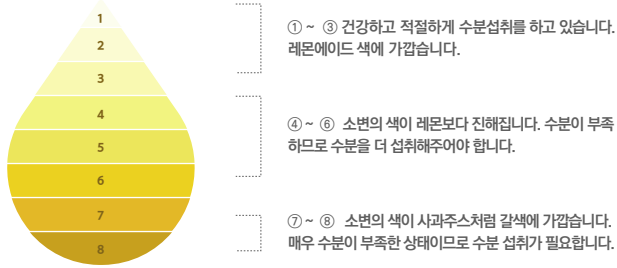 1
2
3
4
5
6
7
8
① ~ ③ 건강하고 적절하게 수분섭취를 하고 있습니다.
레몬에이드 색에 가깝습니다.
④ ~ ⑥ 소변의 색이 레몬보다 진해집니다. 수분이 부족
하므로 수분을 더 섭취해주어야 합니다.
⑦ ~ ⑧ 소변의 색이 사과주스처럼 갈색에 가깝습니다.
매우 수분이 부족한 상태이므로 수분 섭취가 필요합니다.